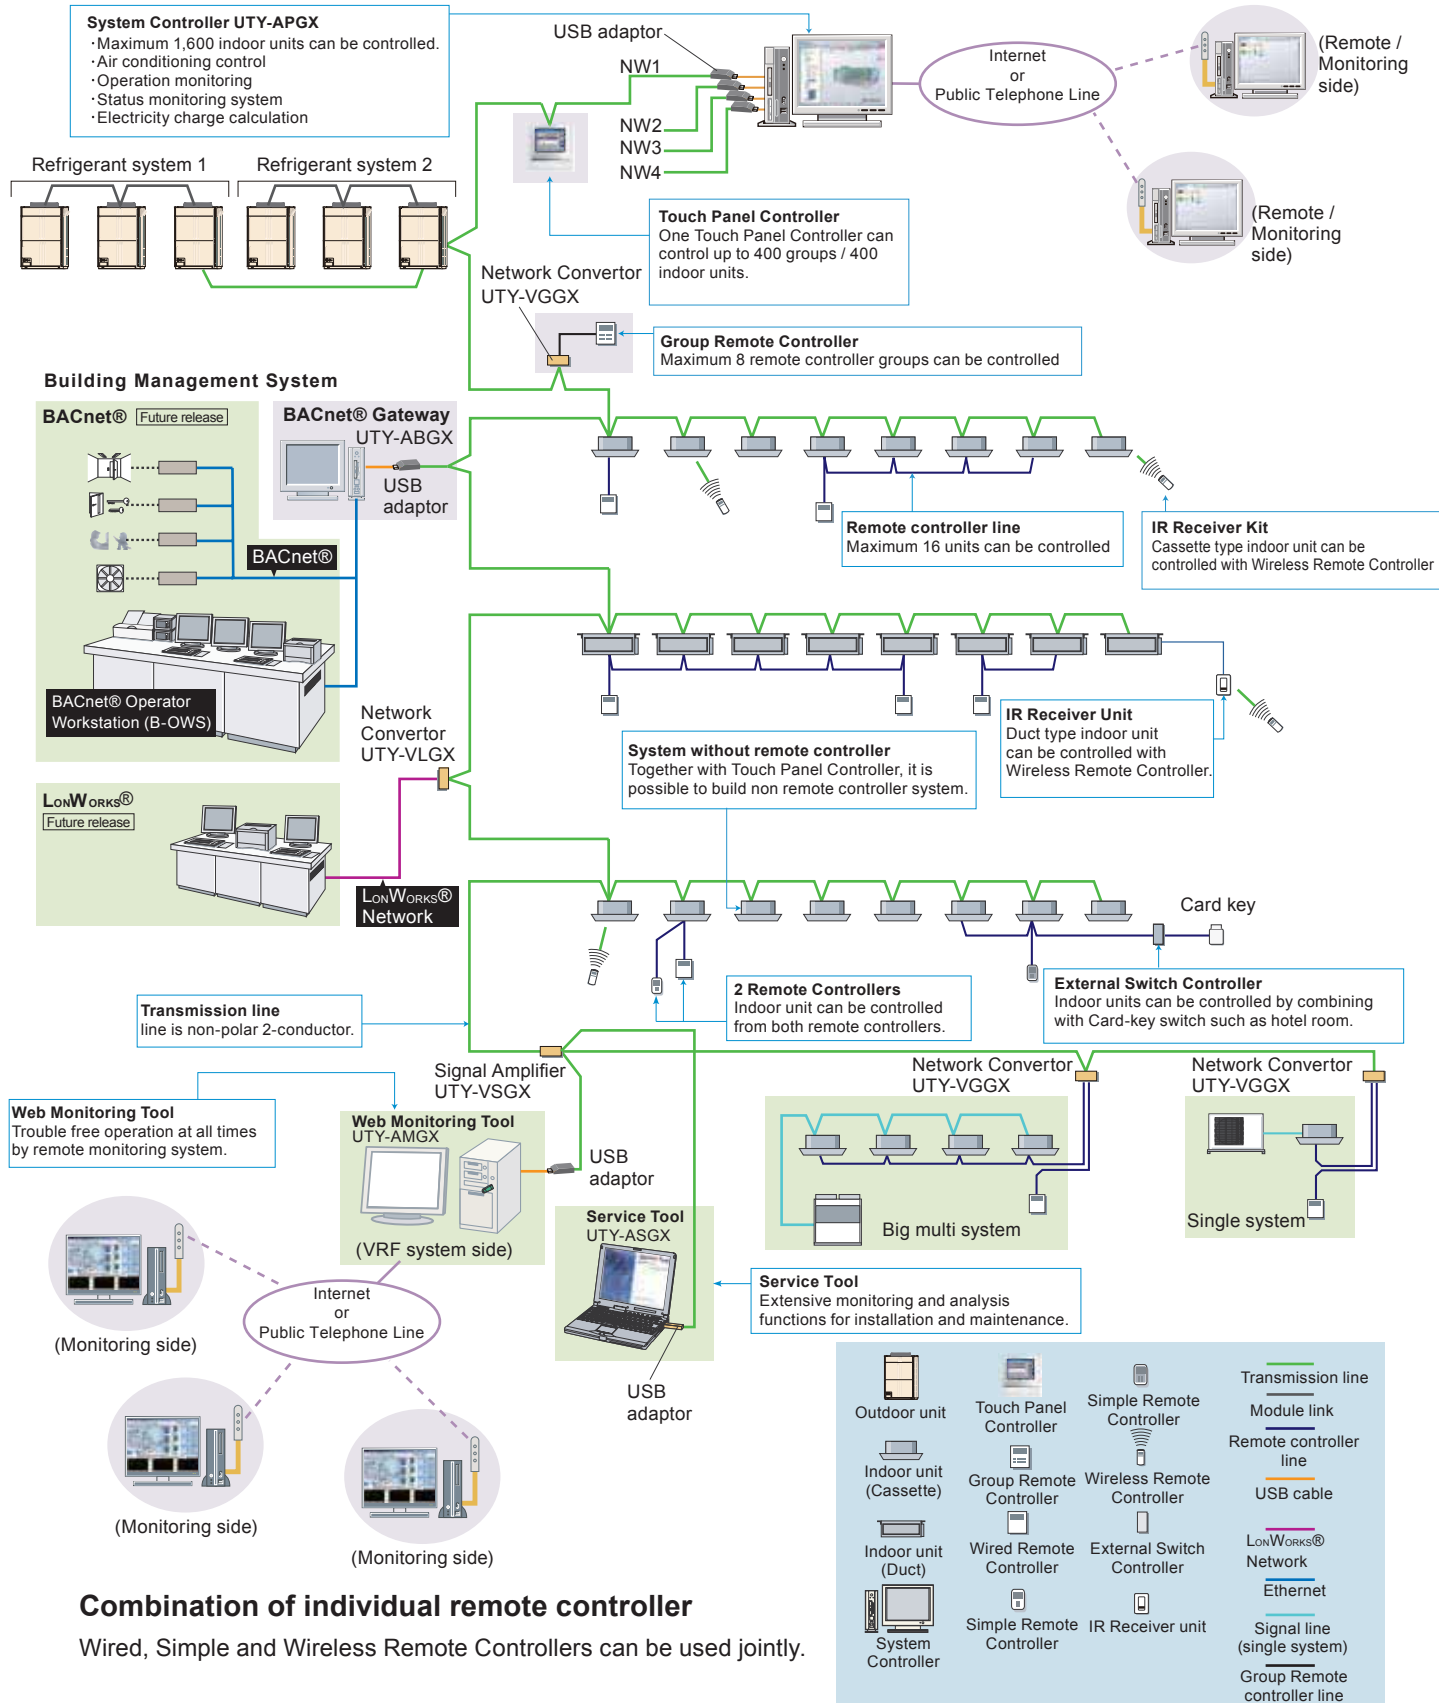 System Controller UTY-APGX
・Maximum 1,600 indoor units can be controlled.
・Air conditioning control
・Operation monitoring
・Status monitoring system
・Electricity charge calculation
USB adaptor
NW1
NW2
NW3
NW4
Internet
or
Public Telephone Line
(Remote /
Monitoring
side)
(Remote /
Monitoring
side)
Refrigerant system 1
Refrigerant system 2
Touch Panel Controller
One Touch Panel Controller can
control up to 400 groups / 400
indoor units.
Network Convertor
UTY-VGGX
Group Remote Controller
Maximum 8 remote controller groups can be controlled
Building Management System
BACnet® Future release
BACnet® Gateway
UTY-ABGX
USB
adaptor
BACnet®
BACnet® Operator
Workstation (B-OWS)
Remote controller line
Maximum 16 units can be controlled
IR Receiver Kit
Cassette type indoor unit can be
controlled with Wireless Remote Controller
Network
Convertor
UTY-VLGX
IR Receiver Unit
Duct type indoor unit
can be controlled with
Wireless Remote Controller.
System without remote controller
Together with Touch Panel Controller, it is
possible to build non remote controller system.
LONWORKS®
Future release
LONWORKS®
Network
Card key
Transmission line
line is non-polar 2-conductor.
2 Remote Controllers
Indoor unit can be controlled
from both remote controllers.
External Switch Controller
Indoor units can be controlled by combining
with Card-key switch such as hotel room.
Signal Amplifier
UTY-VSGX
Network Convertor
UTY-VGGX
Network Convertor
UTY-VGGX
Web Monitoring Tool
Trouble free operation at all times
by remote monitoring system.
Web Monitoring Tool
UTY-AMGX
(VRF system side)
USB
adaptor
Service Tool
UTY-ASGX
Big multi system
Single system
Internet
or
Public Telephone Line
(Monitoring side)
(Monitoring side)
(Monitoring side)
Service Tool
Extensive monitoring and analysis
functions for installation and maintenance.
USB
adaptor
Outdoor unit
Touch Panel
Controller
Simple Remote
Controller
Transmission line
Module link
Remote controller
line
Indoor unit
(Cassette)
Group Remote
Controller
Wireless Remote
Controller
USB cable
Indoor unit
(Duct)
Wired Remote
Controller
External Switch
Controller
LONWORKS®
Network
Ethernet
System
Controller
Simple Remote
Controller
IR Receiver unit
Signal line
(single system)
Group Remote
controller line
Combination of individual remote controller
Wired, Simple and Wireless Remote Controllers can be used jointly.